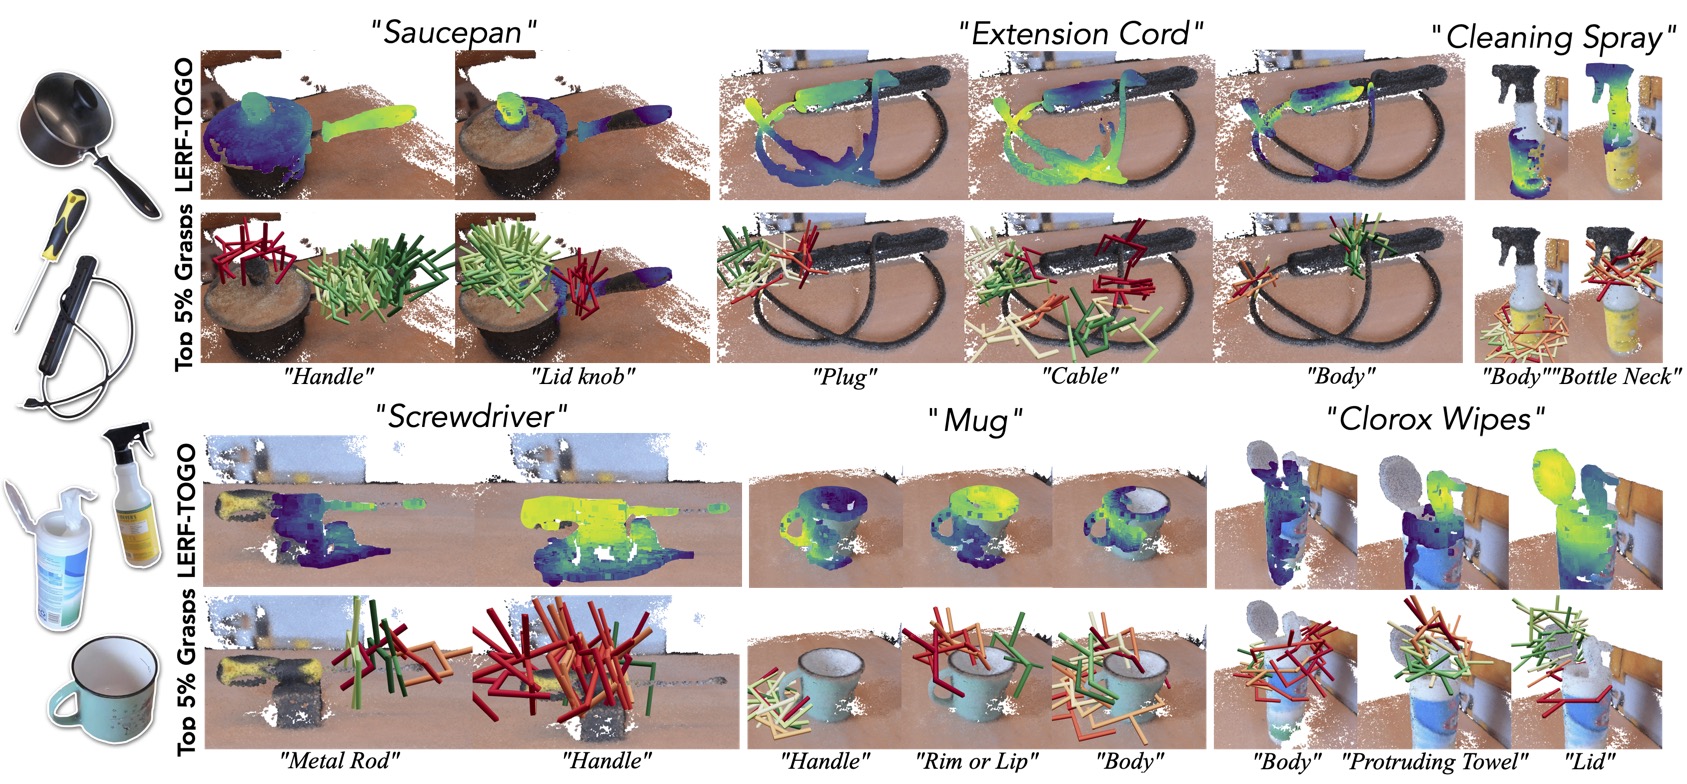 "Saucepan"
"Extension Cord"
"Cleaning Spray"
LERF-TOGO
Top 5% Grasps
"Handle"
"Lid knob"
"Plug"
"Cable"
"Body"
"Body"
"Bottle Neck"
"Screwdriver"
"Mug"
"Clorox Wipes"
LERF-TOGO
Top 5% Grasps
"Metal Rod"
"Handle"
"Handle"
"Rim or Lip"
"Body"
"Body"
"Protruding Towel"
"Lid"